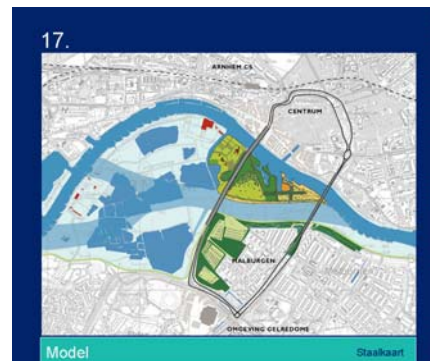 17.
ARNHEM CS
CENTRUM
MALBURGEN
OMGEVING GELREDOME
Model
Staalkaart